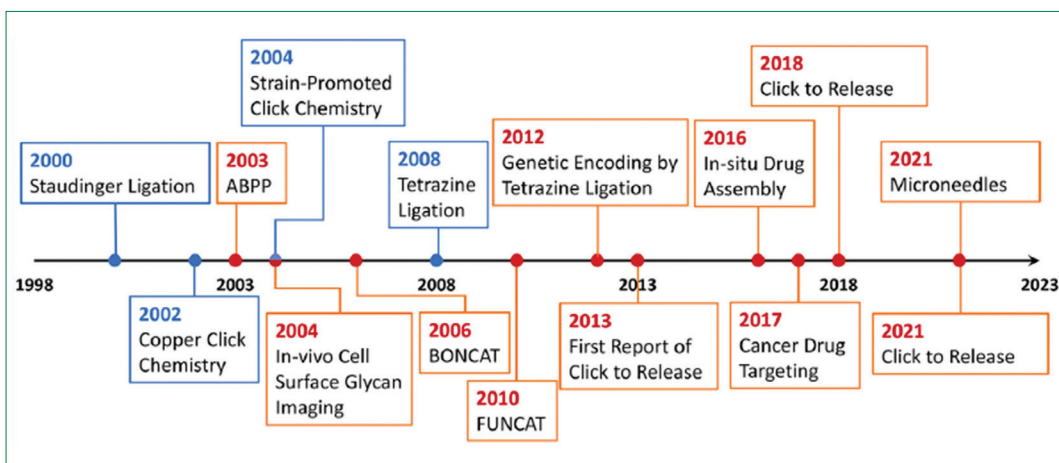 2000
Staudinger Ligation
2003
ABPP
2004
Strain-Promoted
Click Chemistry
2008
Tetrazine
Ligation
2012
Genetic Encoding by
Tetrazine Ligation
2016
In-situ Drug
Assembly
2018
Click to Release
2021
Microneedles
1998
2003
2008
2013
2018
2023
2002
Copper Click
Chemistry
2004
In-vivo Cell
Surface Glycan
Imaging
2006
BONCAT
2010
FUNCAT
2013
First Report of
Click to Release
2017
Cancer Drug
Targeting
2021
Click to Release